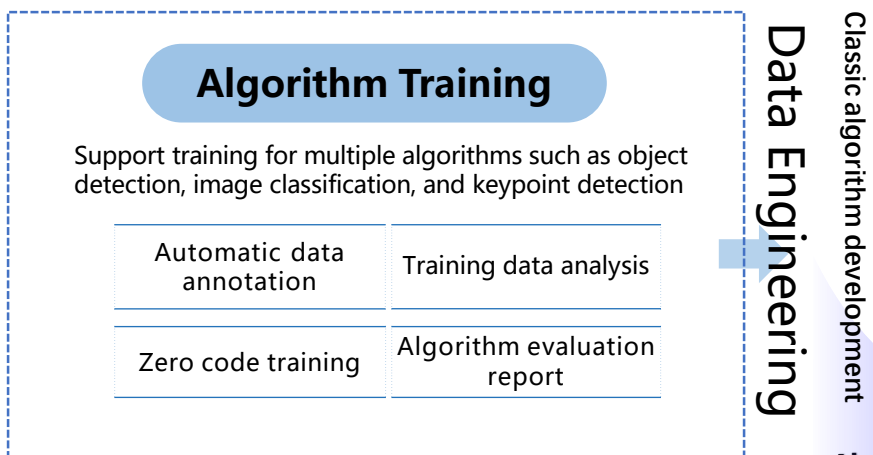 Algorithm Training
Support training for multiple algorithms such as object
detection, image classification, and keypoint detection
Automatic data
annotation
Training data analysis
Zero code training
Algorithm evaluation
report
Data Engineering
Classic algorithm development